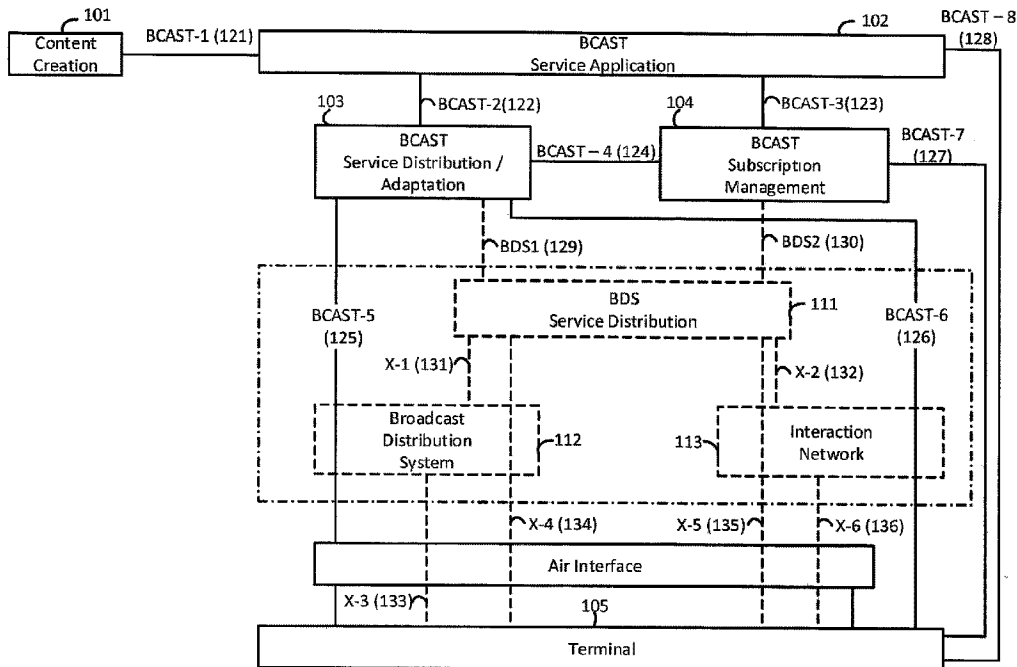 101
Content
Creation
BCAST-1 (121)
102
BCAST
Service Application
BCAST – 8
(128)
103
BCAST-2(122)
104
BCAST-3(123)
BCAST
Service Distribution /
Adaptation
BCAST – 4 (124)
BCAST
Subscription
Management
BCAST-7
(127)
BDS1 (129)
BDS2 (130)
BDS
Service Distribution
111
BCAST-5
(125)
BCAST-6
(126)
X-1 (131)
X-2 (132)
Broadcast
Distribution
System
112
113
Interaction
Network
X-4 (134)
X-5 (135)
X-6 (136)
Air Interface
X-3 (133)
105
Terminal